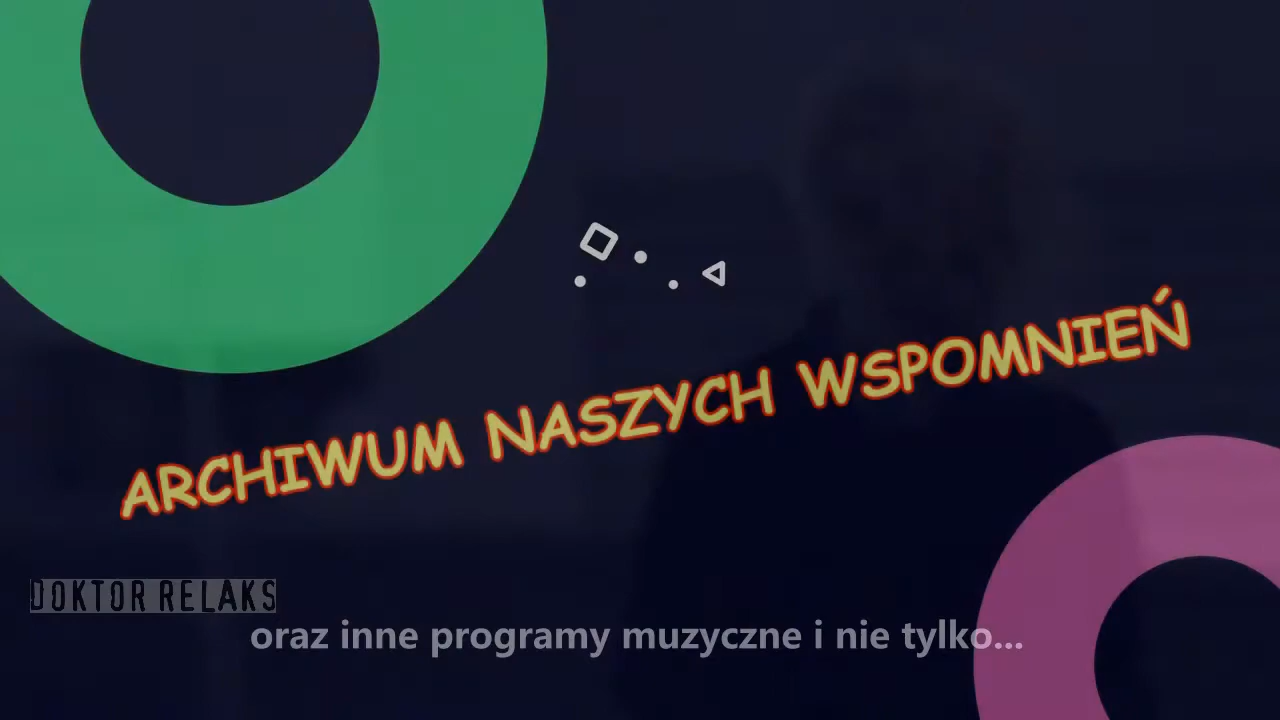 ARCHIWUM NASZYCH WSPOMNIEŃ
DOKTOR RELAKS
oraz inne programy muzyczne i nie tylko...